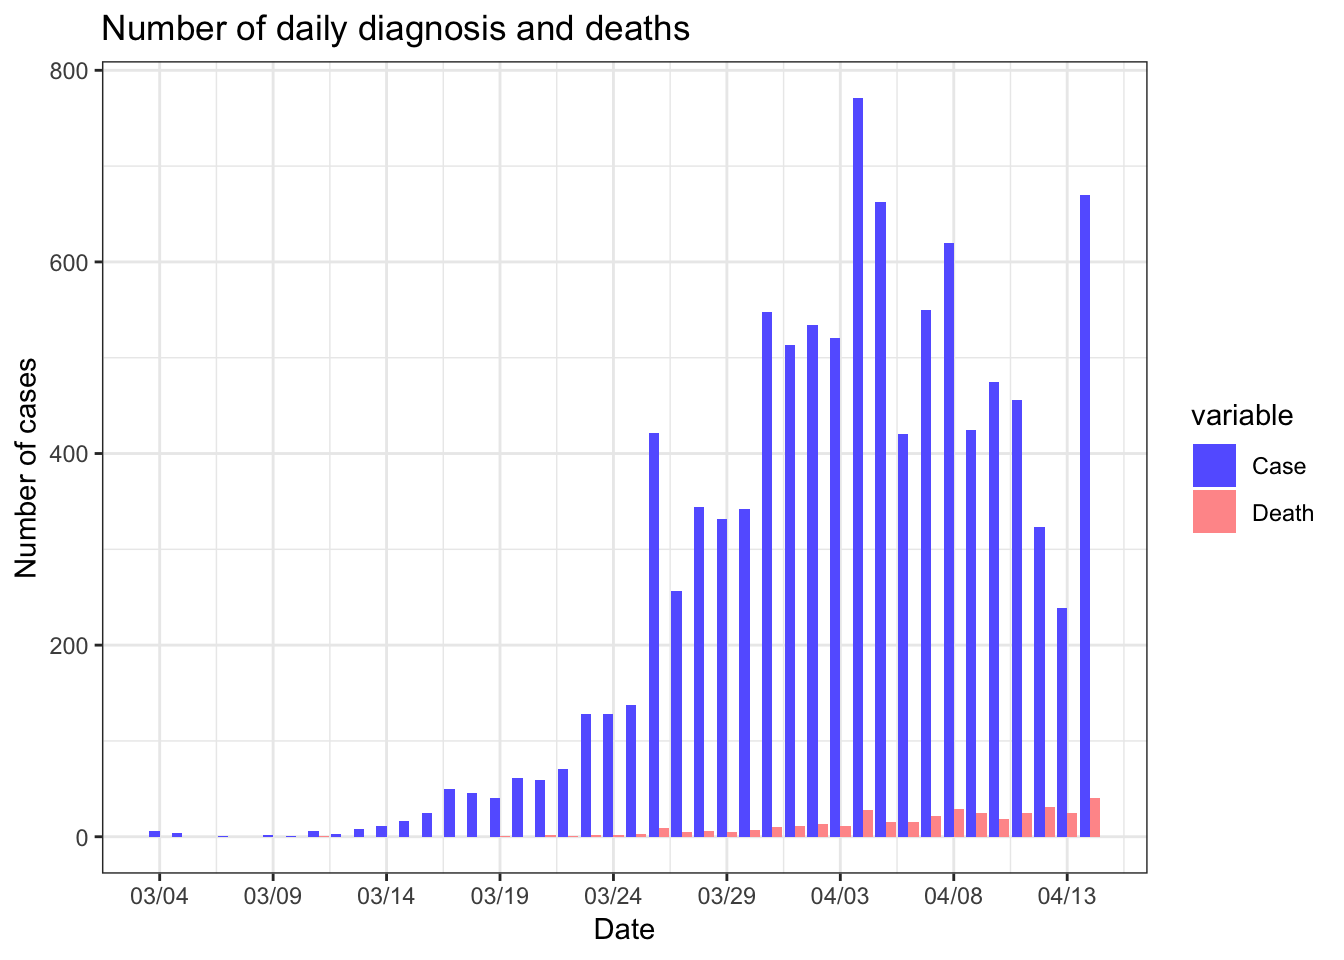 Number of daily diagnosis and deaths
800
600
400
200
0
Number of cases
03/04 03/09 03/14 03/19 03/24 03/29 04/03 04/08 04/13
Date
variable
Case
Death